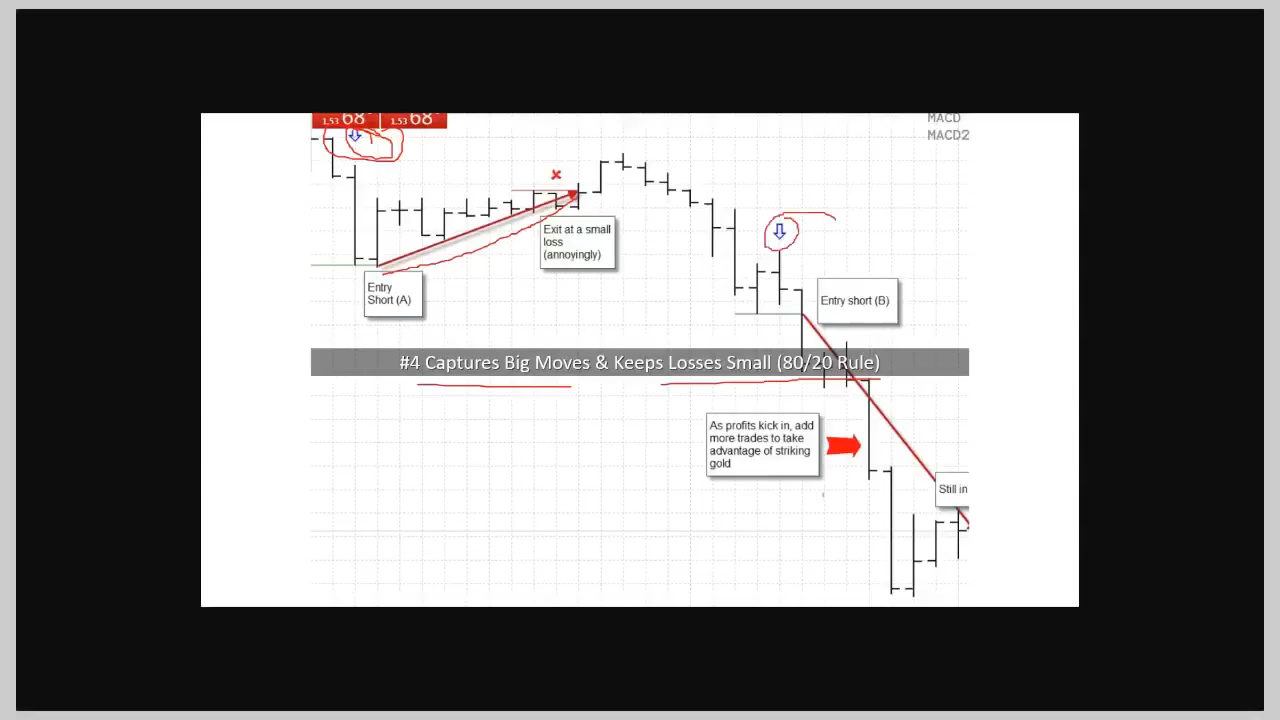 1.53 68 1.53 68
MACD
MACD2
Exit at a small
loss
(annoyingly)
Entry
Short (A)
Entry short (B)
#4 Captures Big Moves & Keeps Losses Small (80/20 Rule)
As profits kick in, add
more trades to take
advantage of striking
gold
Still in